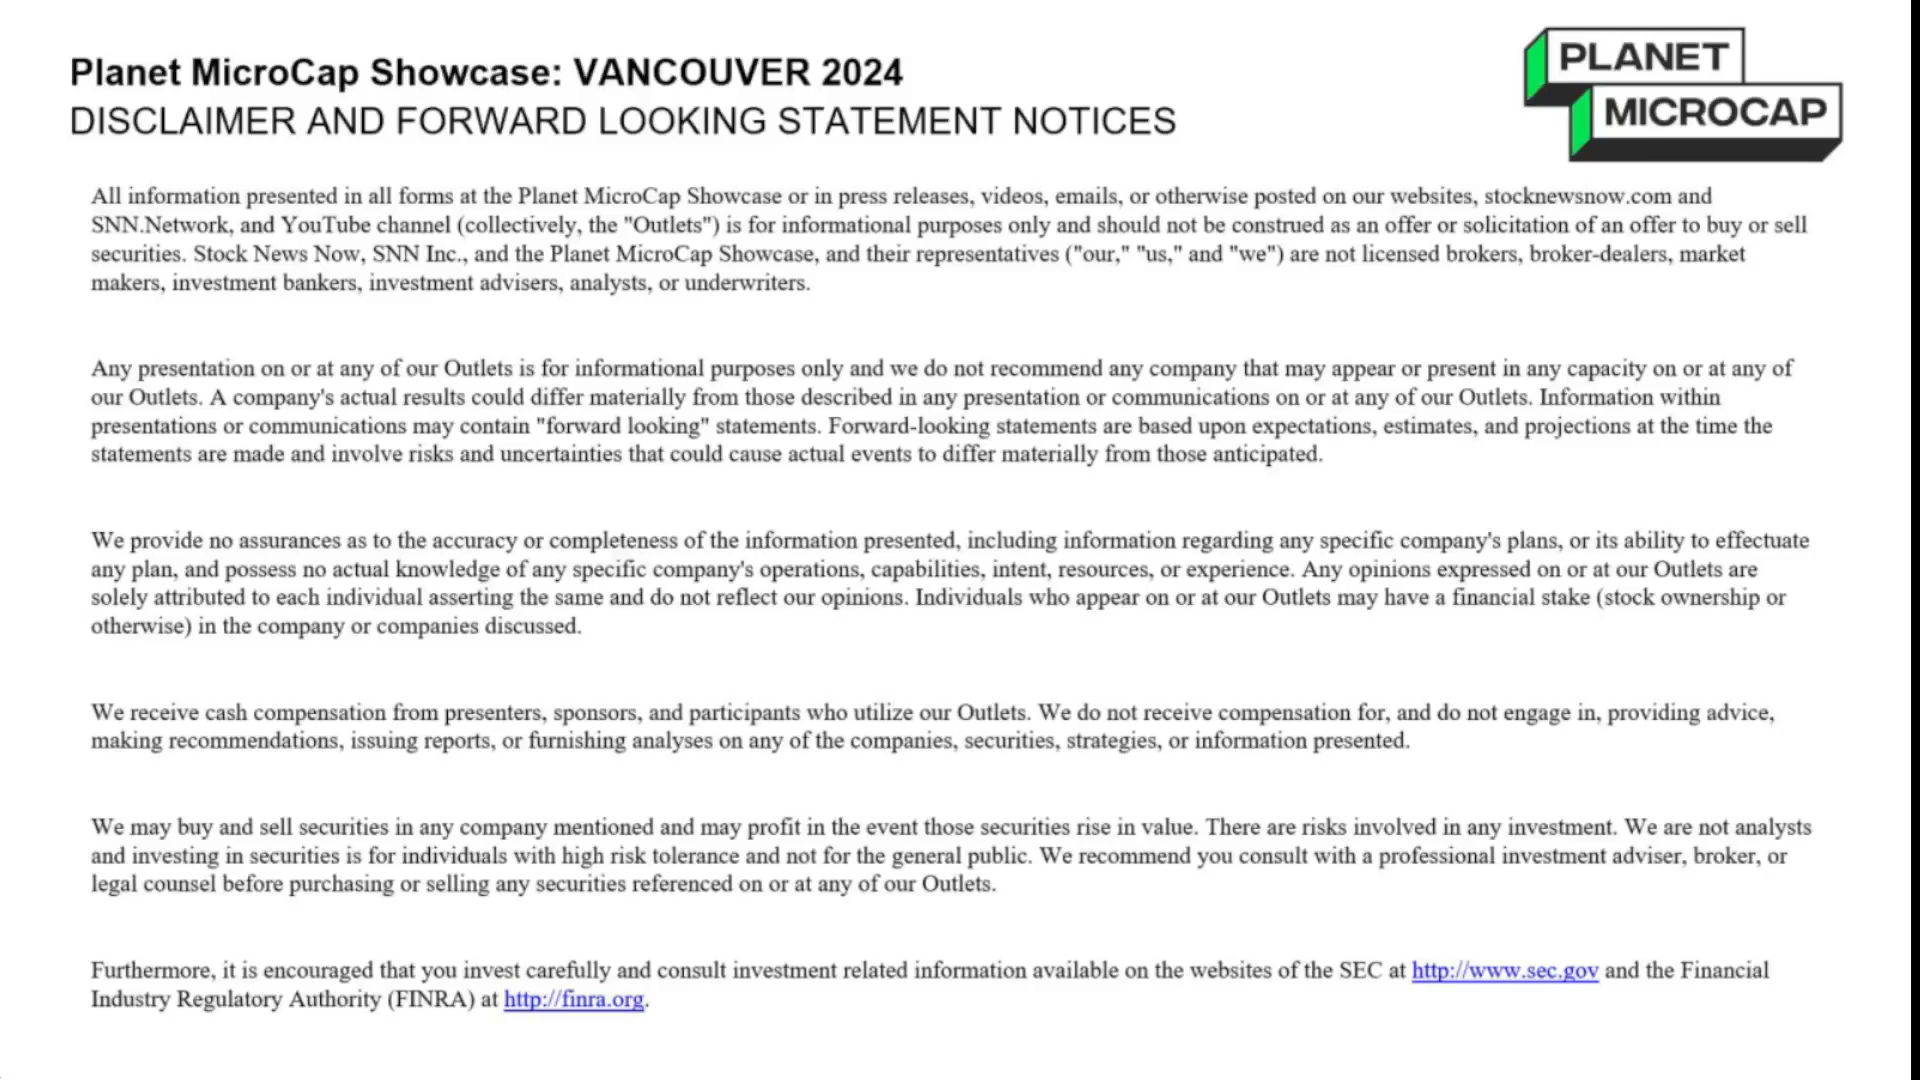 Planet MicroCap Showcase: VANCOUVER 2024
DISCLAIMER AND FORWARD LOOKING STATEMENT NOTICES
PLANET
MICROCAP
All information presented in all forms at the Planet MicroCap Showcase or in press releases, videos, emails, or otherwise posted on our websites, stocknewsnow.com and
SNN.Network, and YouTube channel (collectively, the "Outlets") is for informational purposes only and should not be construed as an offer or solicitation of an offer to buy or sell
securities. Stock News Now, SNN Inc., and the Planet MicroCap Showcase, and their representatives ("our," "us," and "we") are not licensed brokers, broker-dealers, market
makers, investment bankers, investment advisers, analysts, or underwriters.
Any presentation on or at any of our Outlets is for informational purposes only and we do not recommend any company that may appear or present in any capacity on or at any of
our Outlets. A company's actual results could differ materially from those described in any presentation or communications on or at any of our Outlets. Information within
presentations or communications may contain "forward looking" statements. Forward-looking statements are based upon expectations, estimates, and projections at the time the
statements are made and involve risks and uncertainties that could cause actual events to differ materially from those anticipated.
We provide no assurances as to the accuracy or completeness of the information presented, including information regarding any specific company's plans, or its ability to effectuate
any plan, and possess no actual knowledge of any specific company's operations, capabilities, intent, resources, or experience. Any opinions expressed on or at our Outlets are
solely attributed to each individual asserting the same and do not reflect our opinions. Individuals who appear on or at our Outlets may have a financial stake (stock ownership or
otherwise) in the company or companies discussed.
We receive cash compensation from presenters, sponsors, and participants who utilize our Outlets. We do not receive compensation for, and do not engage in, providing advice,
making recommendations, issuing reports, or furnishing analyses on any of the companies, securities, strategies, or information presented.
We may buy and sell securities in any company mentioned and may profit in the event those securities rise in value. There are risks involved in any investment. We are not analysts
and investing in securities is for individuals with high risk tolerance and not for the general public. We recommend you consult with a professional investment adviser, broker, or
legal counsel before purchasing or selling any securities referenced on or at any of our Outlets.
Furthermore, it is encouraged that you invest carefully and consult investment related information available on the websites of the SEC at http://www.sec.gov and the Financial
Industry Regulatory Authority (FINRA) at http://finra.org.